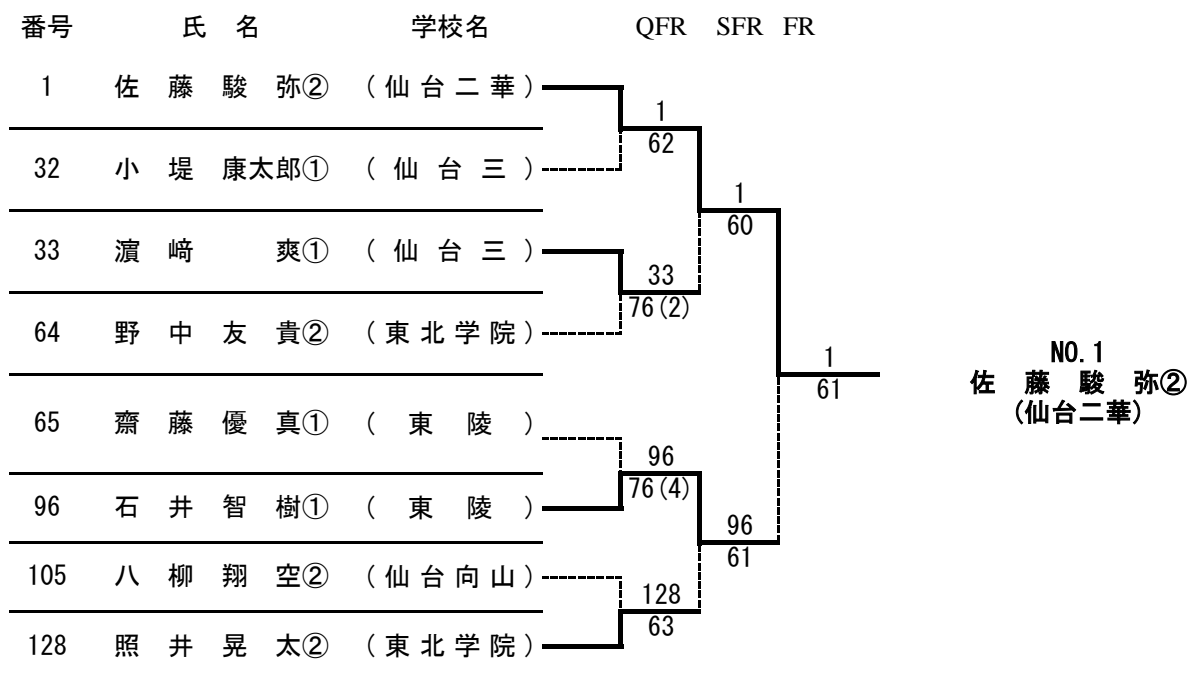 番号 氏 名 学校名 QFR SFR FR
1 佐 藤 駿 弥② (仙台二華)
1
62
32 小 堤 康太郎① (仙 台 三)
1
60
33 濵 﨑 爽① (仙 台 三)
33
76(2)
64 野 中 友 貴② (東北学院)
1
61
NO.1
佐 藤 駿 弥②
(仙台二華)
65 齋 藤 優 真① (東 陵)
96
76(4)
96 石 井 智 樹① (東 陵)
96
61
105 八 柳 翔 空② (仙台向山)
128
63
128 照 井 晃 太② (東北学院)